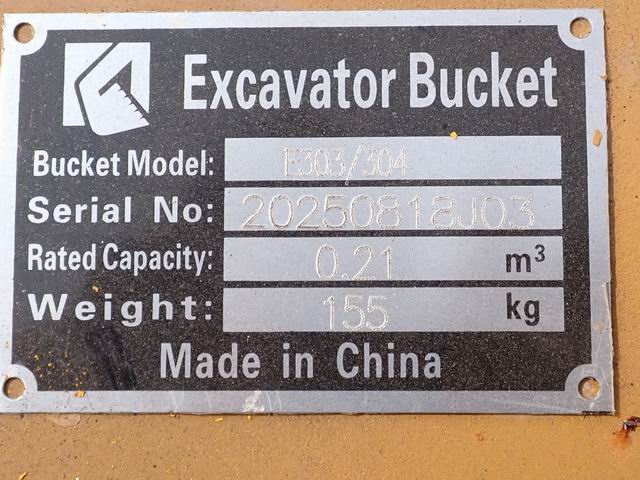 Excavator Bucket
Bucket Model: E303/304
Serial No: 20250818J03
Rated Capacity: 0.21 m³
Weight: 155 kg
Made in China